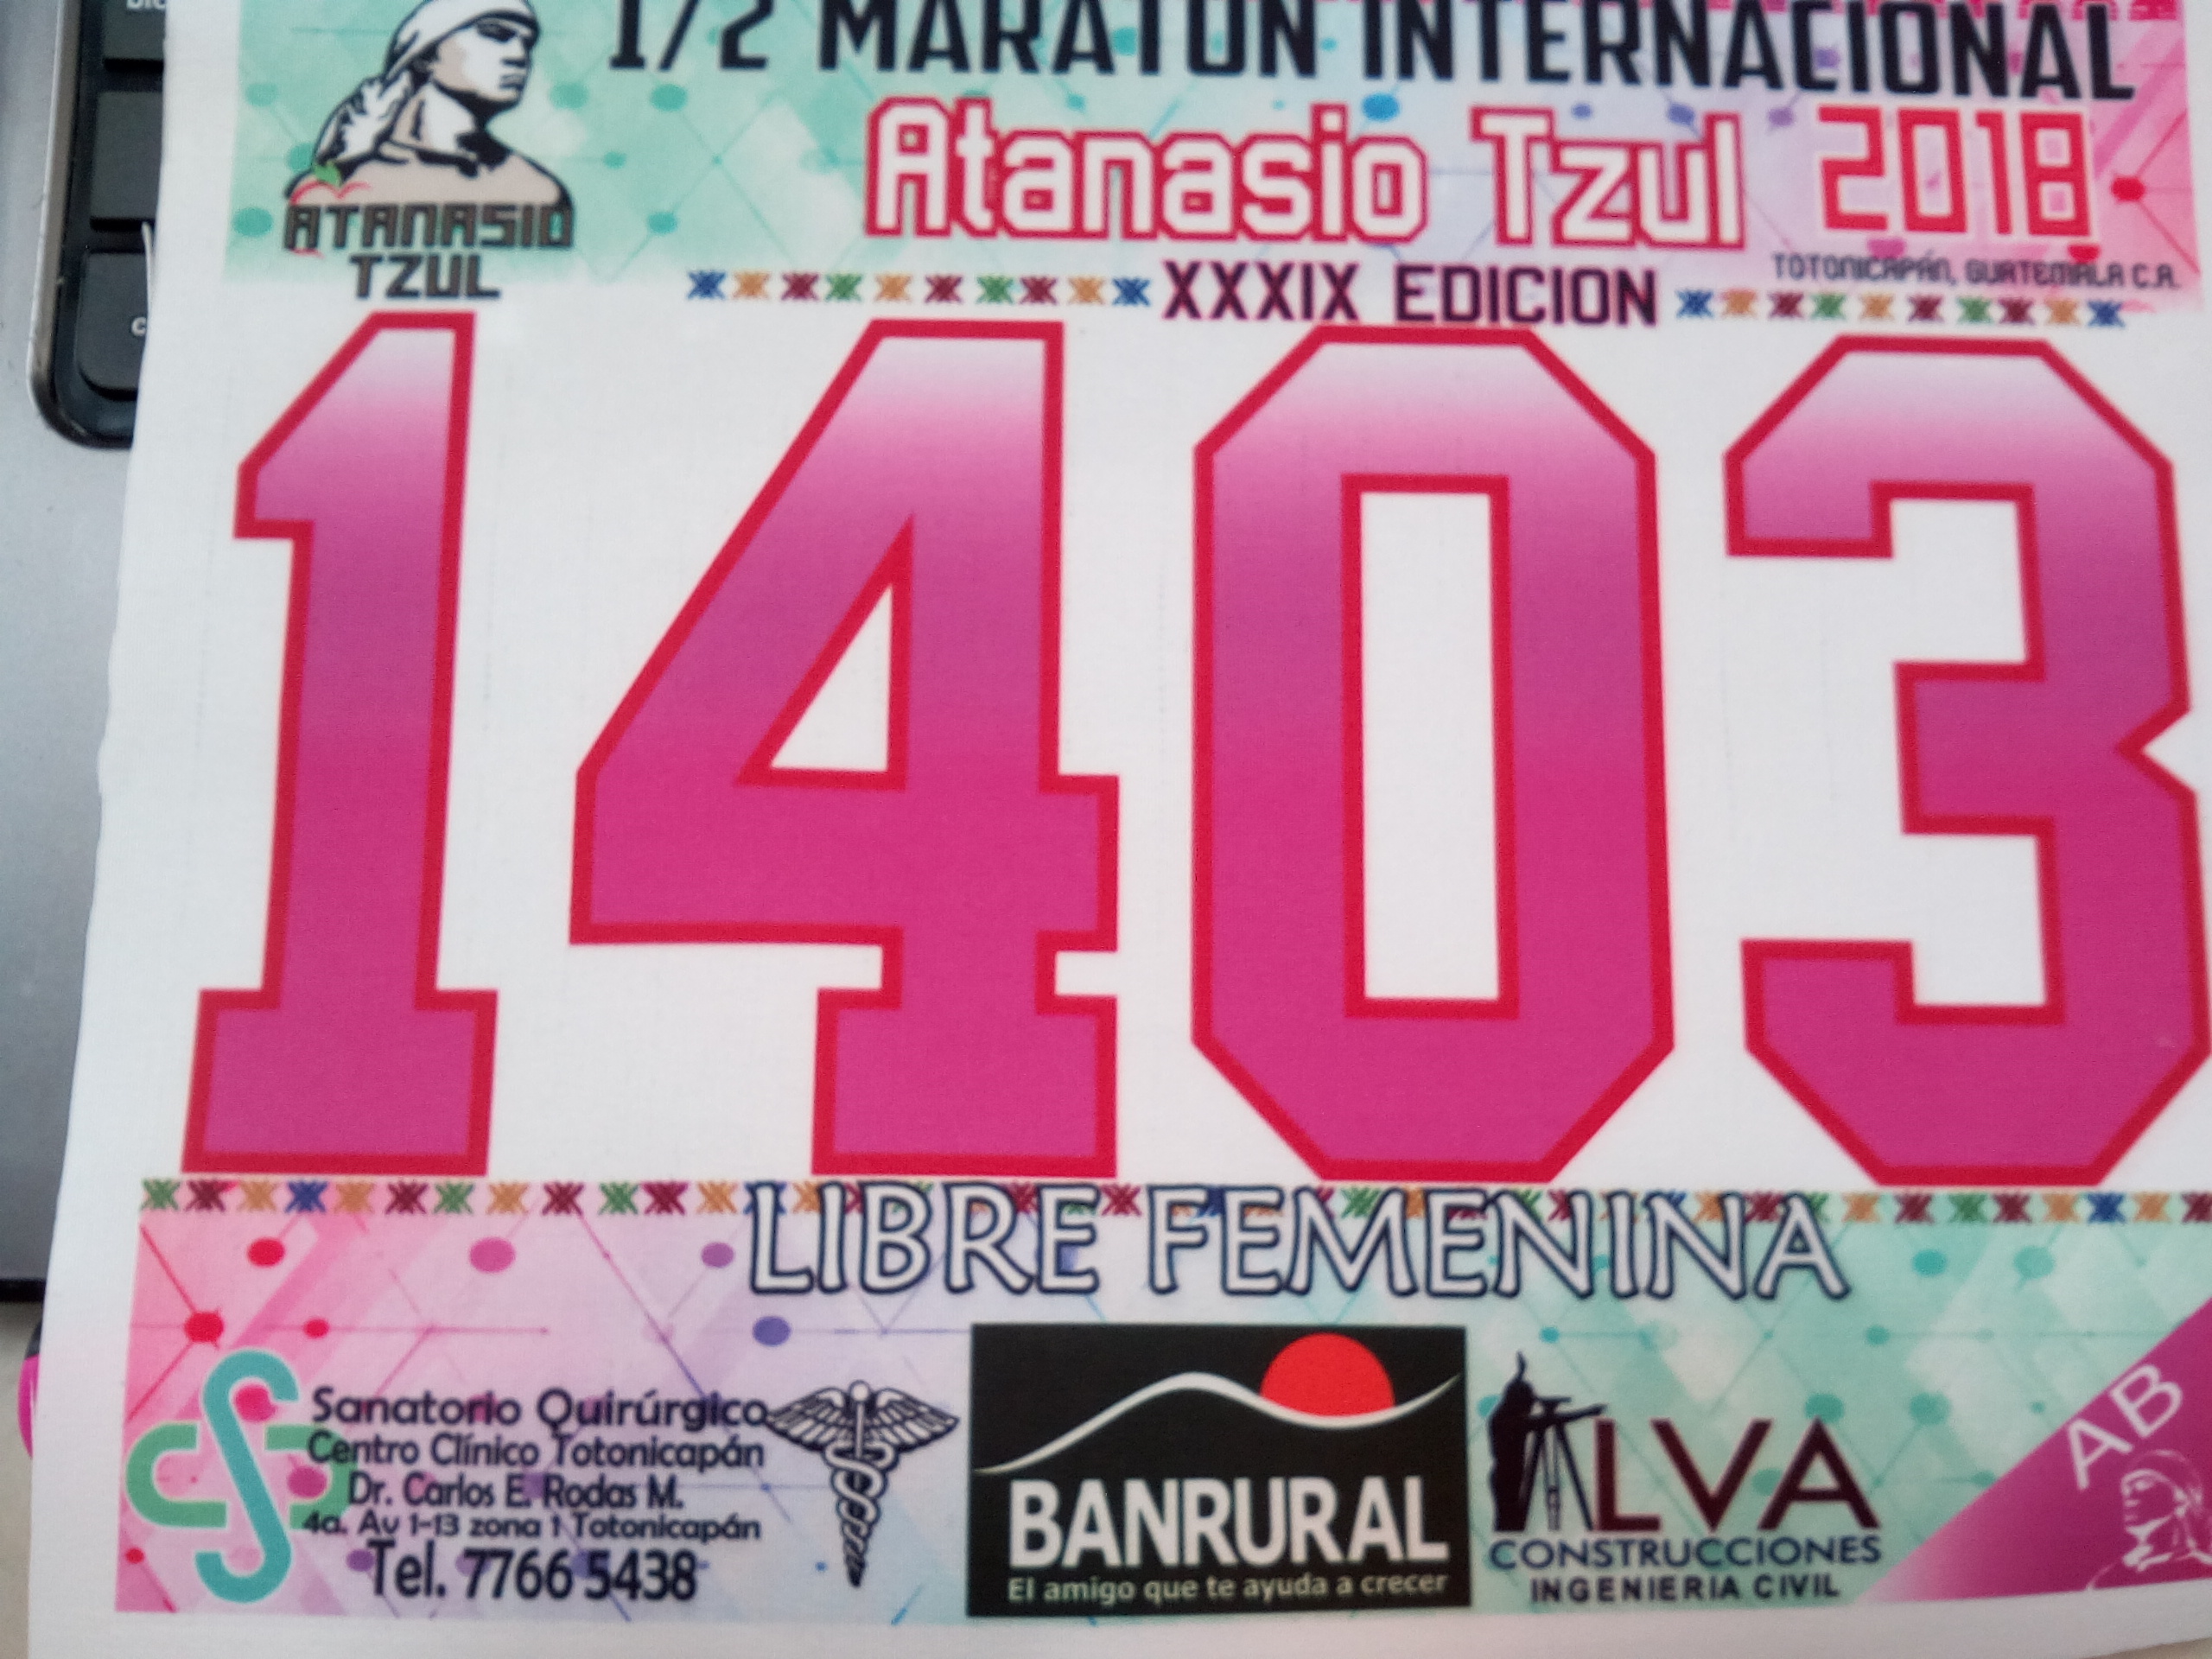 1/2 MARATON INTERNACIONAL
Atanasio Tzul 2018
ATANASIO
TZUL
TOTONICAPÁN, GUATEMALA C.A.
XXXIX EDICION
1403
LIBRE FEMENINA
Sanatorio Quirúrgico
Centro Clínico Totonicapán
Dr. Carlos E. Rodas M.
4a. Av 1-13 zona 1 Totonicapán
Tel. 7766 5438
BANRURAL
El amigo que te ayuda a crecer
ALVA
CONSTRUCCIONES
INGENIERIA CIVIL
AB